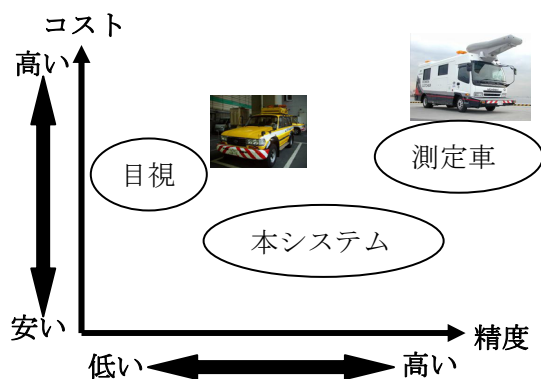 コスト
高い
測定車
目視
本システム
安い
精度
低い
高い